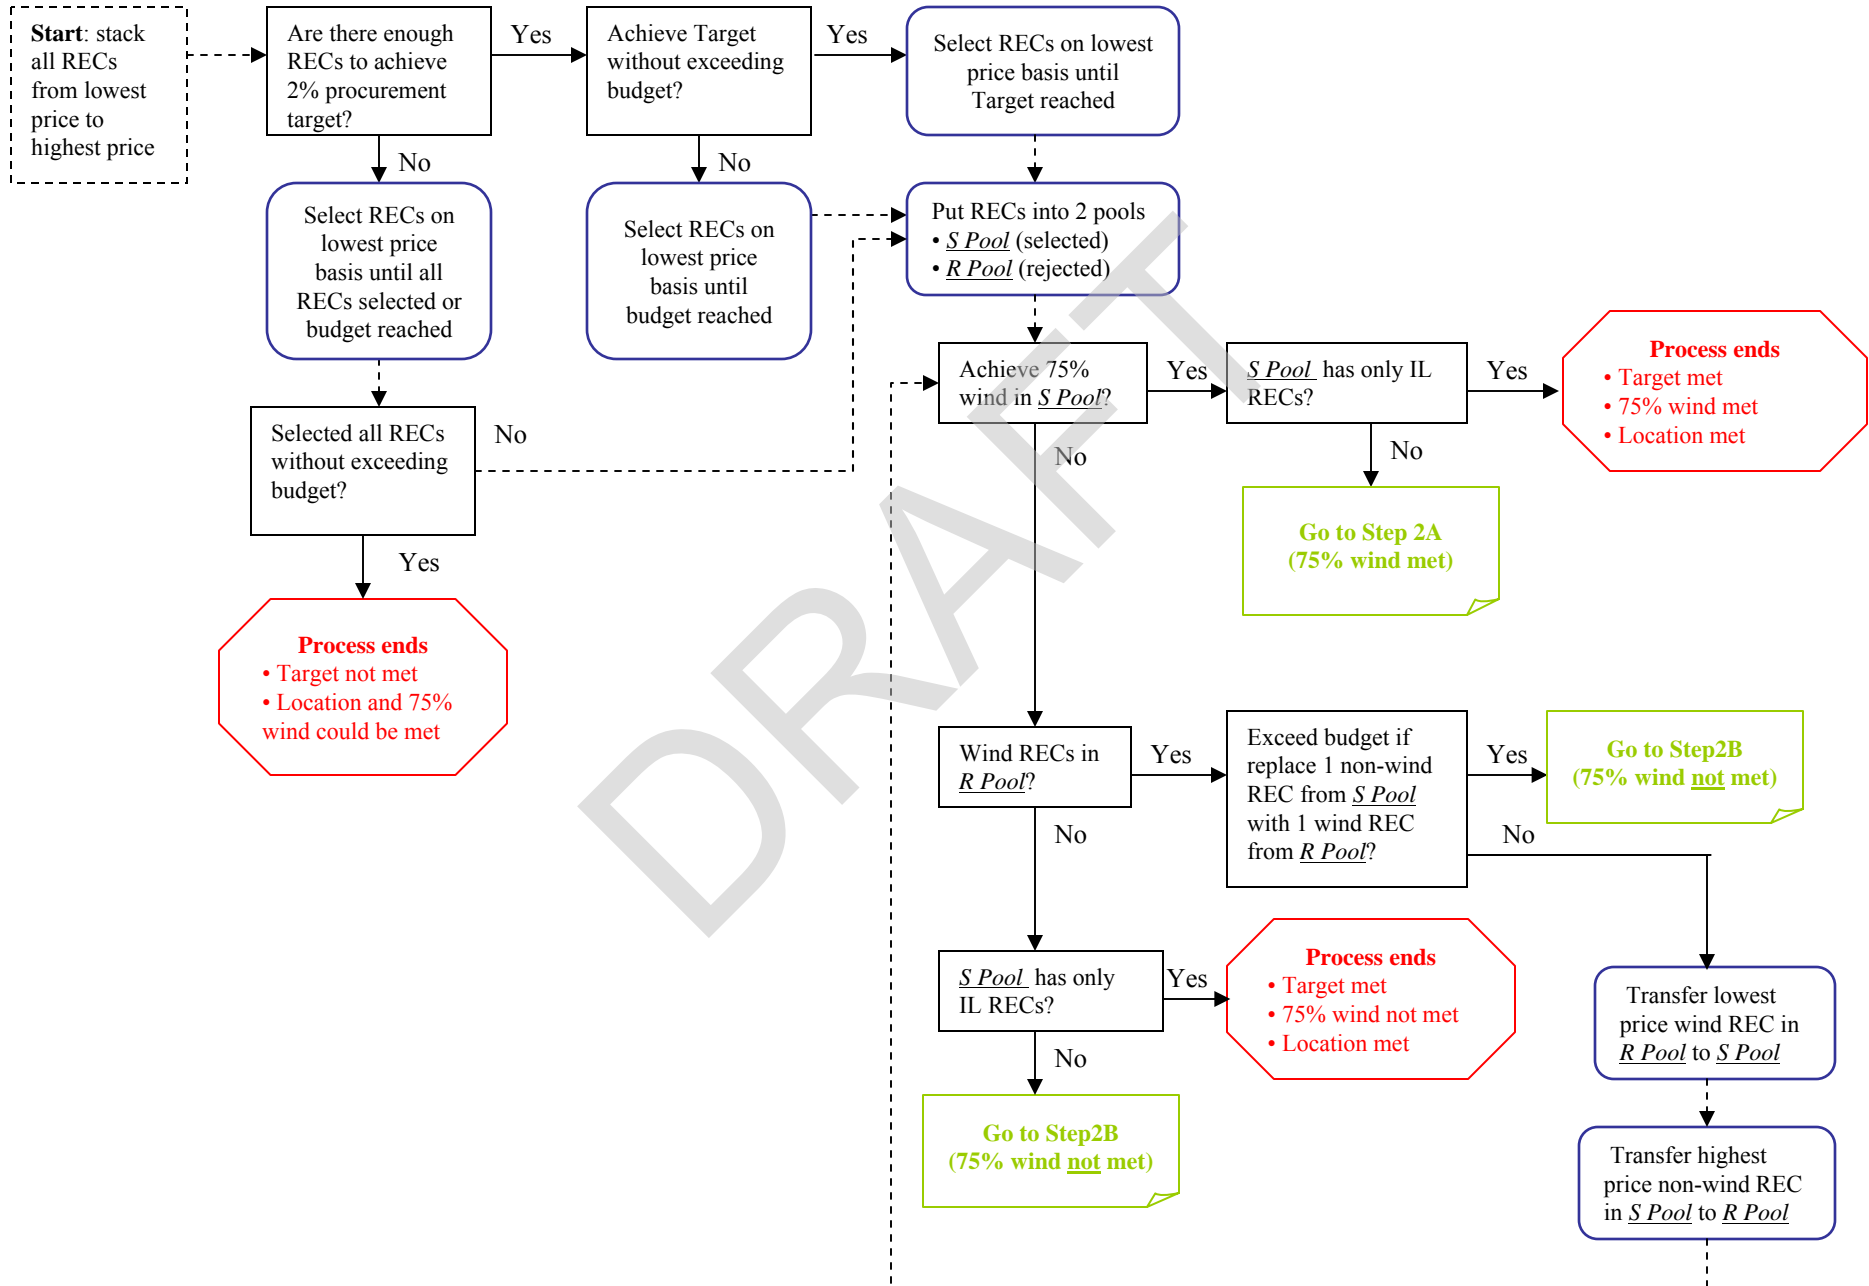 Start: stack
all RECs
from lowest
price to
highest price
Are there enough
RECs to achieve
2% procurement
target?
Yes
Achieve Target
without exceeding
budget?
Yes
Select RECs on lowest
price basis until
Target reached
No
No
Select RECs on
lowest price
basis until all
RECs selected or
budget reached
Select RECs on
lowest price
basis until
budget reached
Put RECs into 2 pools
• S Pool (selected)
• R Pool (rejected)
Achieve 75%
wind in S Pool?
Yes
S Pool has only IL
RECs?
Yes
Process ends
• Target met
• 75% wind met
• Location met
Selected all RECs
without exceeding
budget?
No
No
No
Go to Step 2A
(75% wind met)
Yes
Process ends
• Target not met
• Location and 75%
wind could be met
DRAFT
Wind RECs in
R Pool?
Yes
Exceed budget if
replace 1 non-wind
REC from S Pool
with 1 wind REC
from R Pool?
Yes
Go to Step2B
(75% wind not met)
No
No
S Pool has only
IL RECs?
Yes
Process ends
• Target met
• 75% wind not met
• Location met
Transfer lowest
price wind REC in
R Pool to S Pool
No
Go to Step2B
(75% wind not met)
Transfer highest
price non-wind REC
in S Pool to R Pool